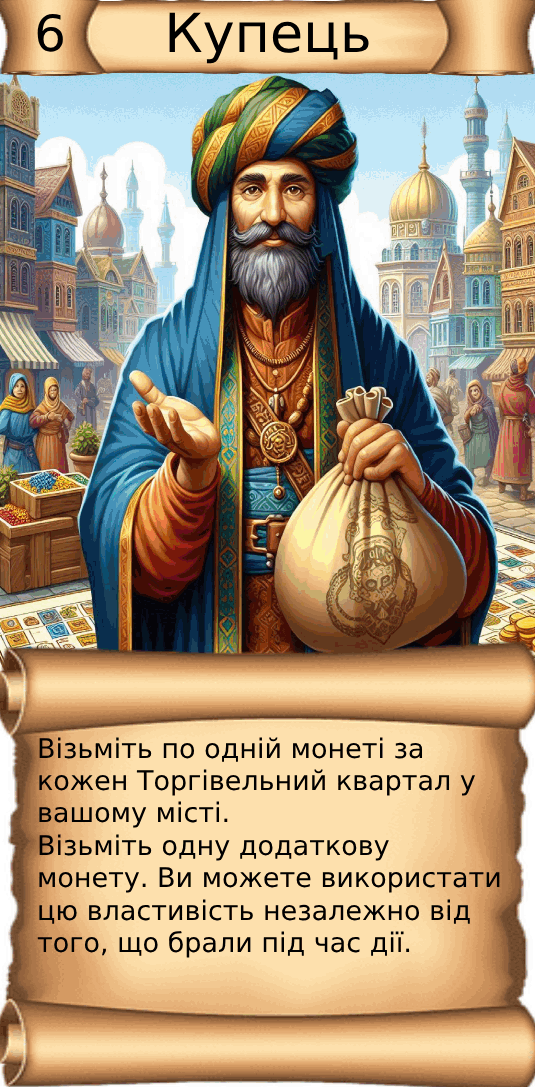 6 Купець
Візьміть по одній монеті за
кожен Торгівельний квартал у
вашому місті.
Візьміть одну додаткову
монету. Ви можете використати
цю властивість незалежно від
того, що брали під час дії.